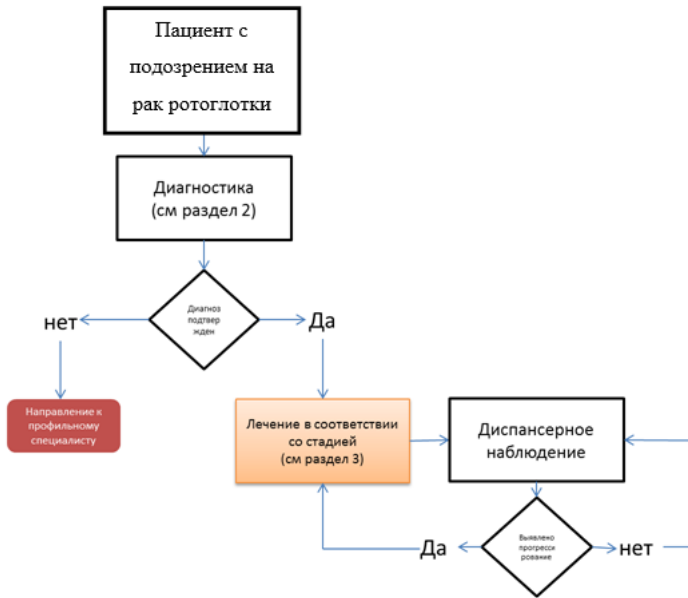 Пациент с
подозрением на
рак ротоглотки
Диагностика
(см раздел 2)
Диагноз
подтвер
жден
нет
Да
Направление к
профильному
специалисту
Лечение в соответствии
со стадией
(см раздел 3)
Диспансерное
наблюдение
Выявлено
прогресси
рование
Да
нет